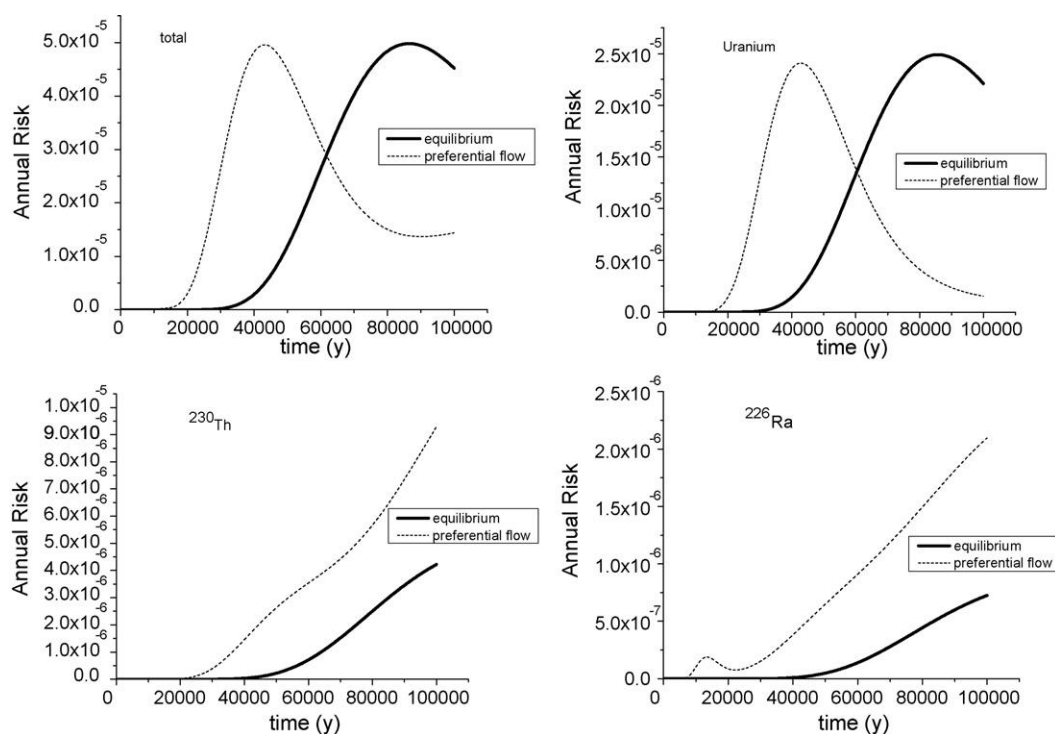 total
Annual Risk
5.0x10⁻⁵
4.0x10⁻⁵
3.0x10⁻⁵
2.0x10⁻⁵
1.0x10⁻⁵
0.0
equilibrium
preferential flow
0 20000 40000 60000 80000 100000
time (y)
Uranium
Annual Risk
2.5x10⁻⁵
2.0x10⁻⁵
1.5x10⁻⁵
1.0x10⁻⁵
5.0x10⁻⁶
0.0
equilibrium
preferential flow
0 20000 40000 60000 80000 100000
time (y)
²³⁰Th
Annual Risk
1.0x10⁻⁵
9.0x10⁻⁶
8.0x10⁻⁶
7.0x10⁻⁶
6.0x10⁻⁶
5.0x10⁻⁶
4.0x10⁻⁶
3.0x10⁻⁶
2.0x10⁻⁶
1.0x10⁻⁶
0.0
equilibrium
preferential flow
0 20000 40000 60000 80000 100000
time (y)
²²⁶Ra
Annual Risk
2.5x10⁻⁶
2.0x10⁻⁶
1.5x10⁻⁶
1.0x10⁻⁶
5.0x10⁻⁷
0.0
equilibrium
preferential flow
0 20000 40000 60000 80000 100000
time (y)